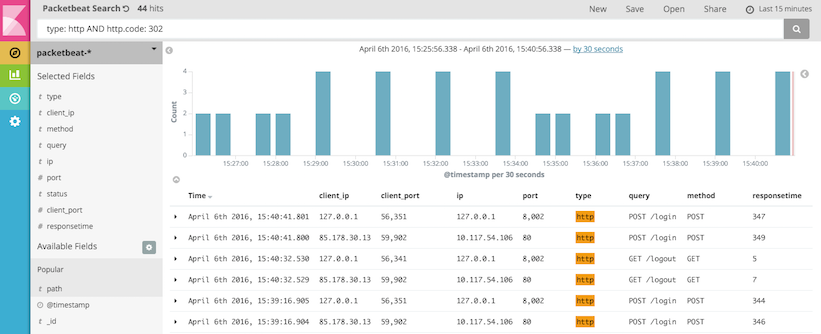 Packetbeat Search 44 hits New Save Open Share Last 15 minutes
type: http AND http.code: 302
packetbeat-*
Selected Fields
t type
t client_ip
t method
t query
t ip
# port
t status
# client_port
# responsetime
Available Fields
Popular
t path
@timestamp
t _id
April 6th 2016, 15:25:56.338 - April 6th 2016, 15:40:56.338 — by 30 seconds
Count
4
3
2
1
0
15:27:00 15:28:00 15:29:00 15:30:00 15:31:00 15:32:00 15:33:00 15:34:00 15:35:00 15:36:00 15:37:00 15:38:00 15:39:00 15:40:00
@timestamp per 30 seconds
Time client_ip client_port ip port type query method responsetime
April 6th 2016, 15:40:41.801 127.0.0.1 56,351 127.0.0.1 8,002 http POST /login POST 347
April 6th 2016, 15:40:41.800 85.178.30.13 59,902 10.117.54.106 80 http POST /login POST 349
April 6th 2016, 15:40:32.530 127.0.0.1 56,341 127.0.0.1 8,002 http GET /logout GET 5
April 6th 2016, 15:40:32.529 85.178.30.13 59,902 10.117.54.106 80 http GET /logout GET 7
April 6th 2016, 15:39:16.905 127.0.0.1 56,351 127.0.0.1 8,002 http POST /login POST 344
April 6th 2016, 15:39:16.904 85.178.30.13 59,902 10.117.54.106 80 http POST /login POST 346